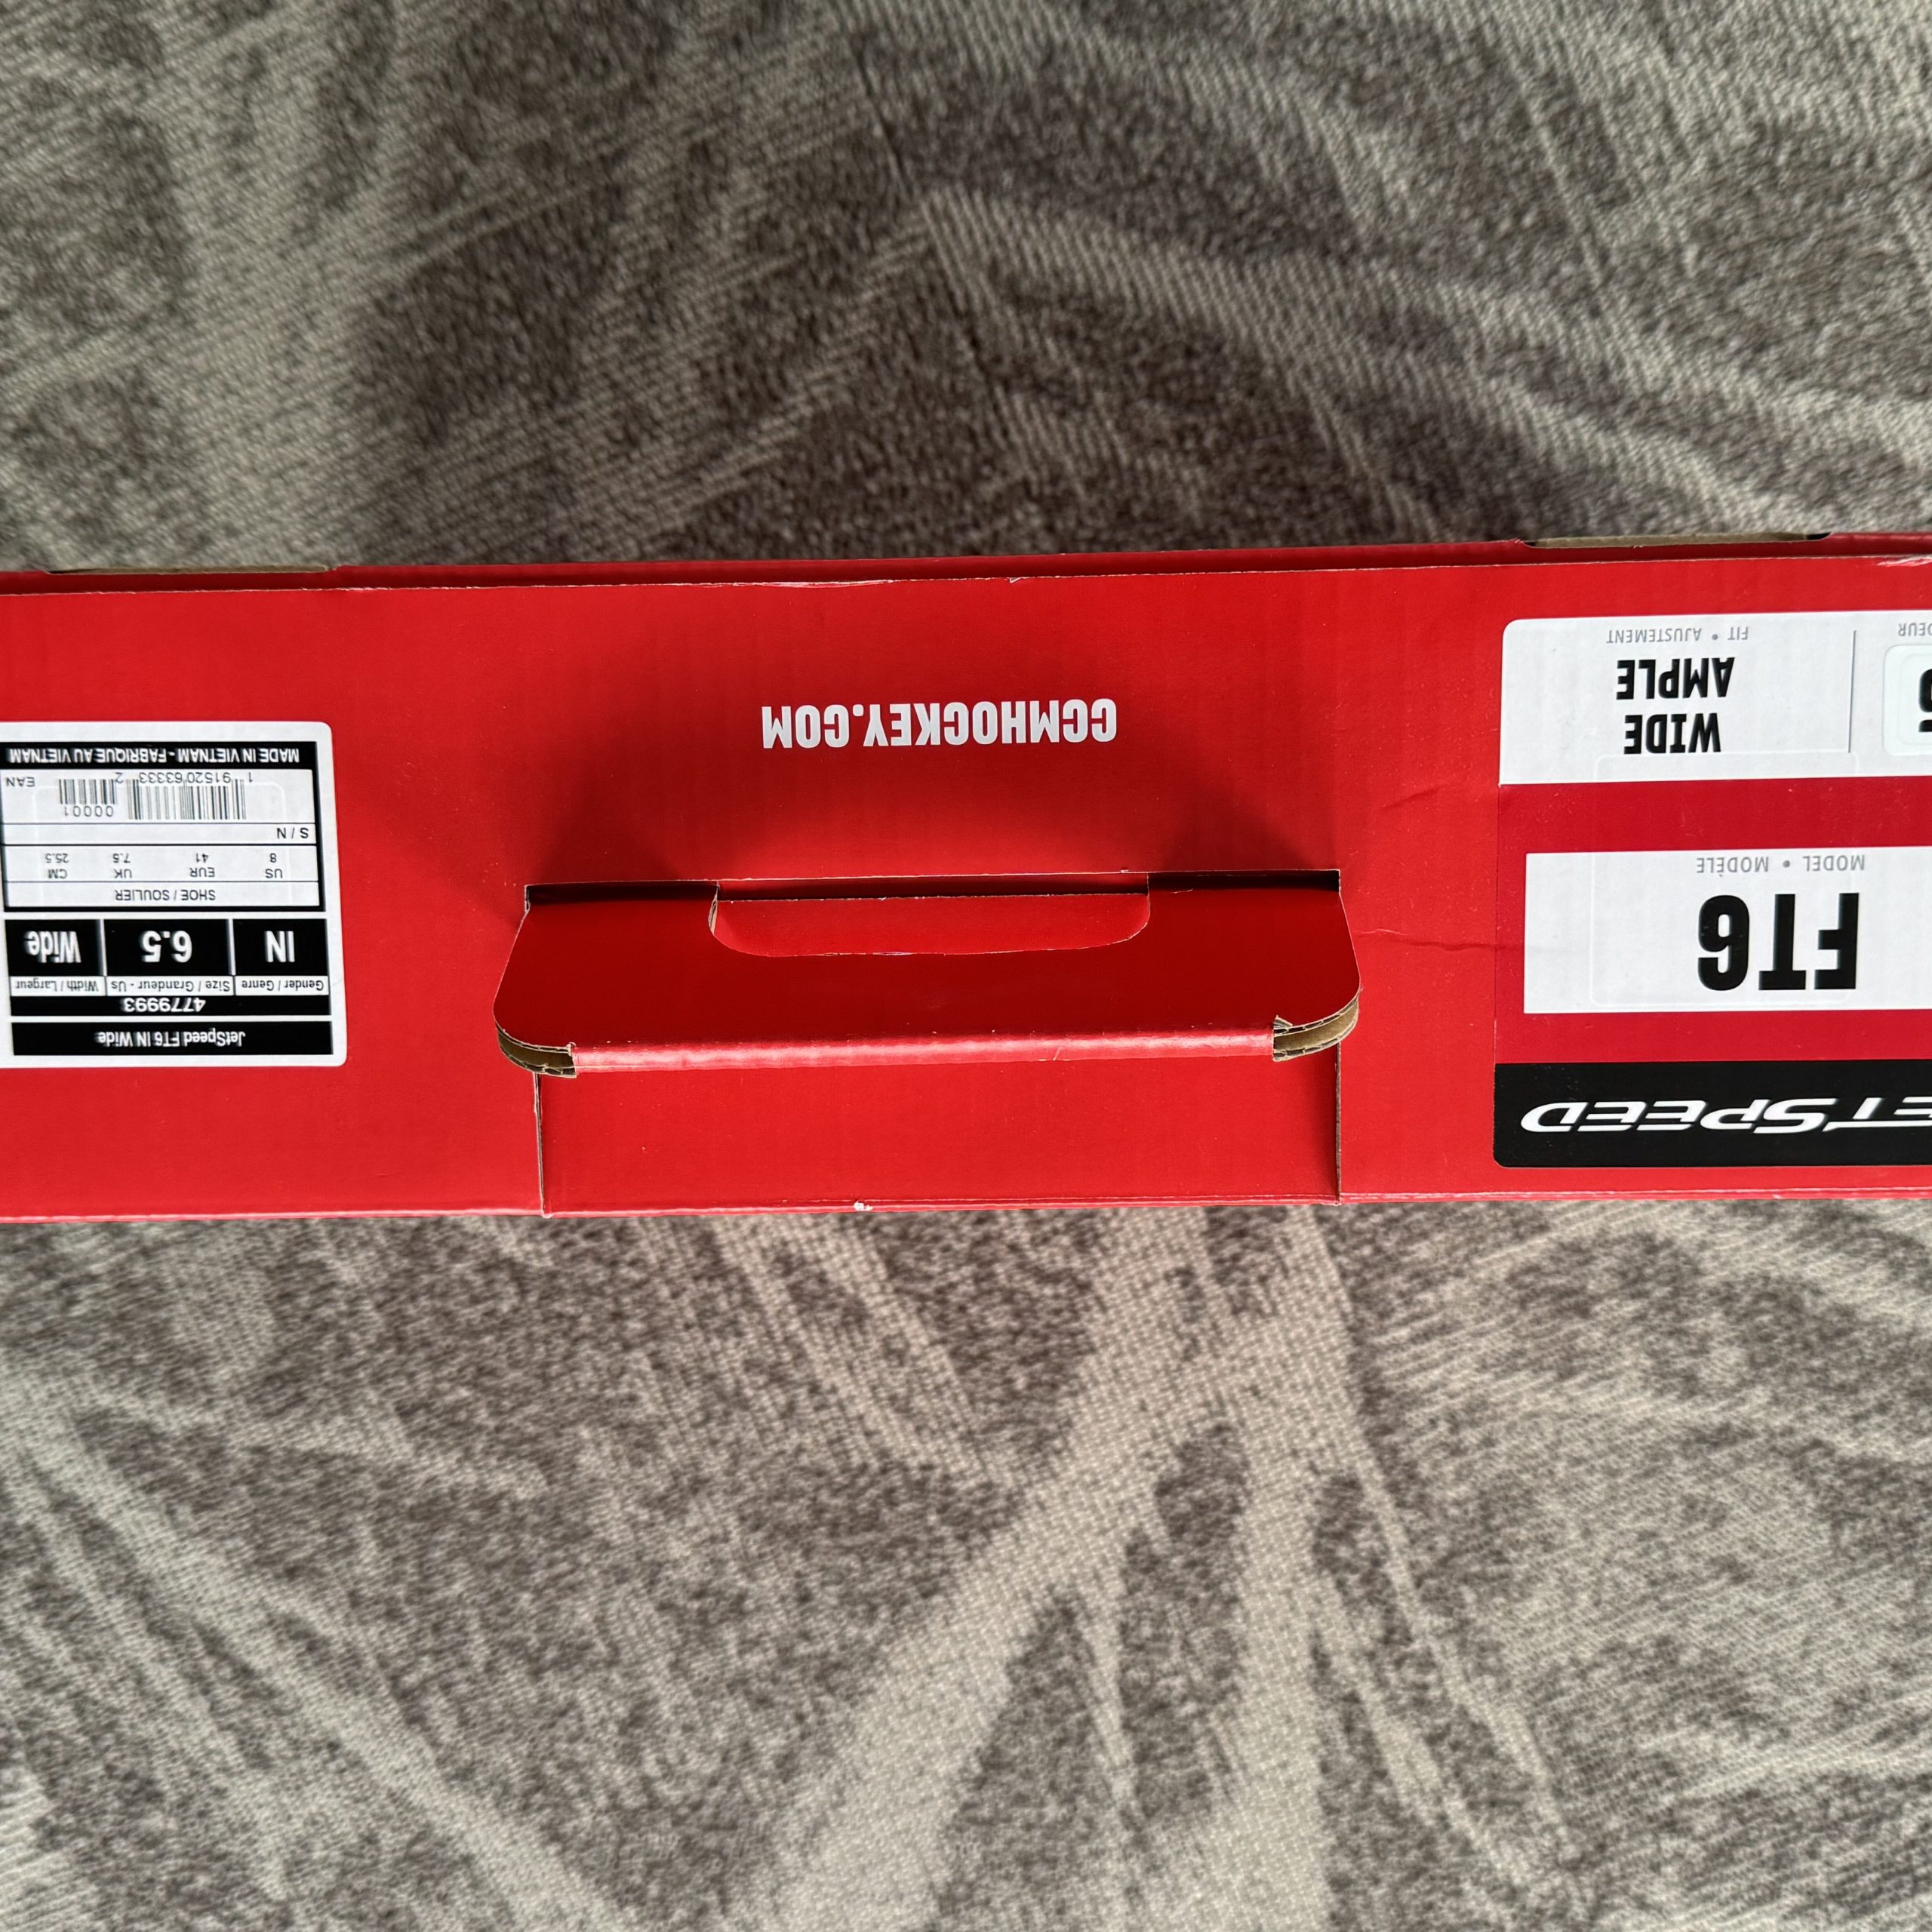 ETSPEED
MODEL • MODÈLE
FT6
WIDE
AMPLE
FIT • AJUSTEMENT
CCMHOCKEY.COM
JetSpeed FT6 IN Wide
4779993
Gender / Genre Size / Grandeur - Us Width / Largeur
IN 6.5 Wide
SHOE / SOULIER
US EUR UK CM
8 41 7.5 25.5
S / N
00001
1 91520 63333 2 EAN
MADE IN VIETNAM - FABRIQUE AU VIETNAM